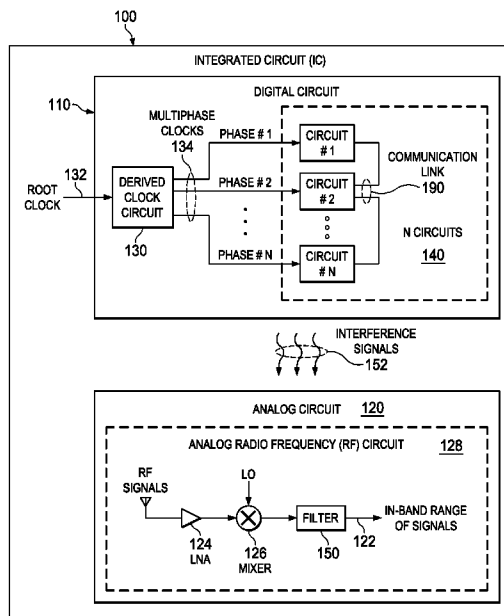 100
INTEGRATED CIRCUIT (IC)
110
DIGITAL CIRCUIT
MULTIPHASE
CLOCKS
134
PHASE # 1
CIRCUIT
# 1
COMMUNICATION
LINK
190
132
ROOT
CLOCK
DERIVED
CLOCK
CIRCUIT
130
PHASE # 2
CIRCUIT
#2
N CIRCUITS
140
PHASE # N
CIRCUIT
# N
INTERFERENCE
SIGNALS
152
ANALOG CIRCUIT 120
ANALOG RADIO FREQUENCY (RF) CIRCUIT
128
RF
SIGNALS
LO
124
LNA
126
MIXER
FILTER
150
122
IN-BAND RANGE
OF SIGNALS